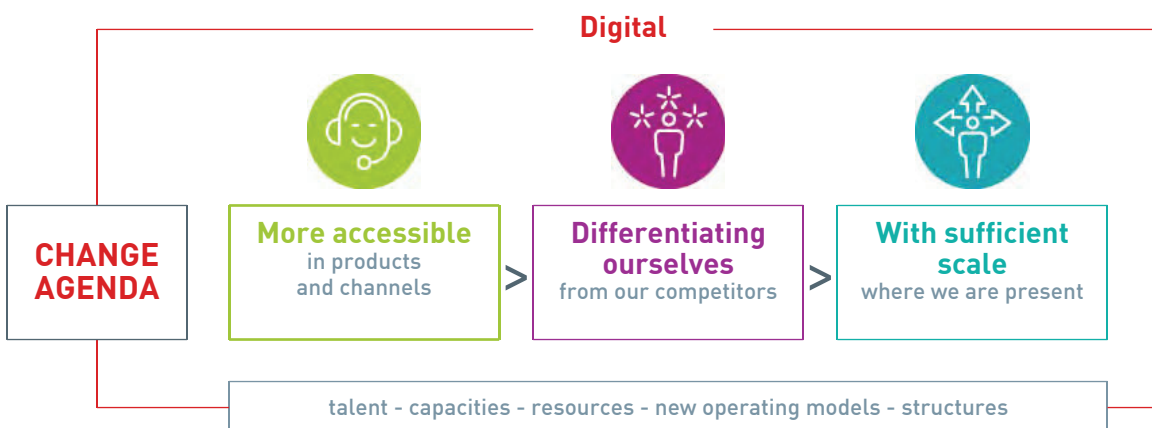 Digital
CHANGE
AGENDA
More accessible
in products
and channels
>
Differentiating
ourselves
from our competitors
>
With sufficient
scale
where we are present
talent - capacities - resources - new operating models - structures